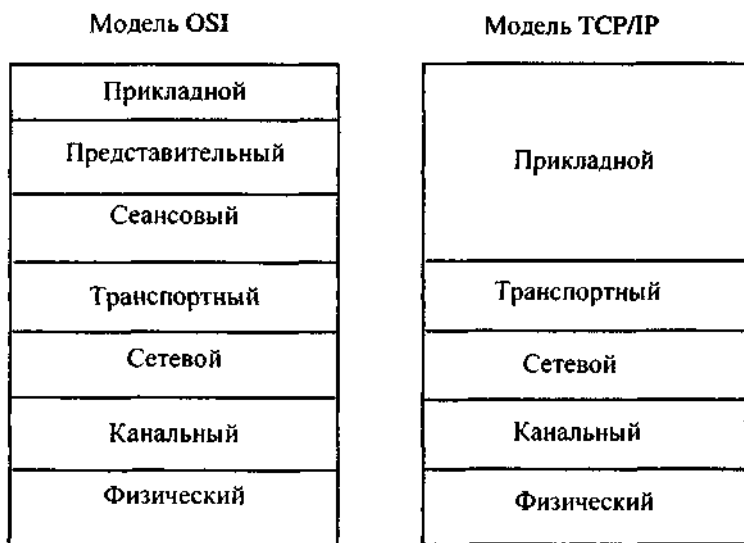 Модель OSI
Прикладной
Представительный
Сеансовый
Транспортный
Сетевой
Канальный
Физический
Модель TCP/IP
Прикладной
Транспортный
Сетевой
Канальный
Физический